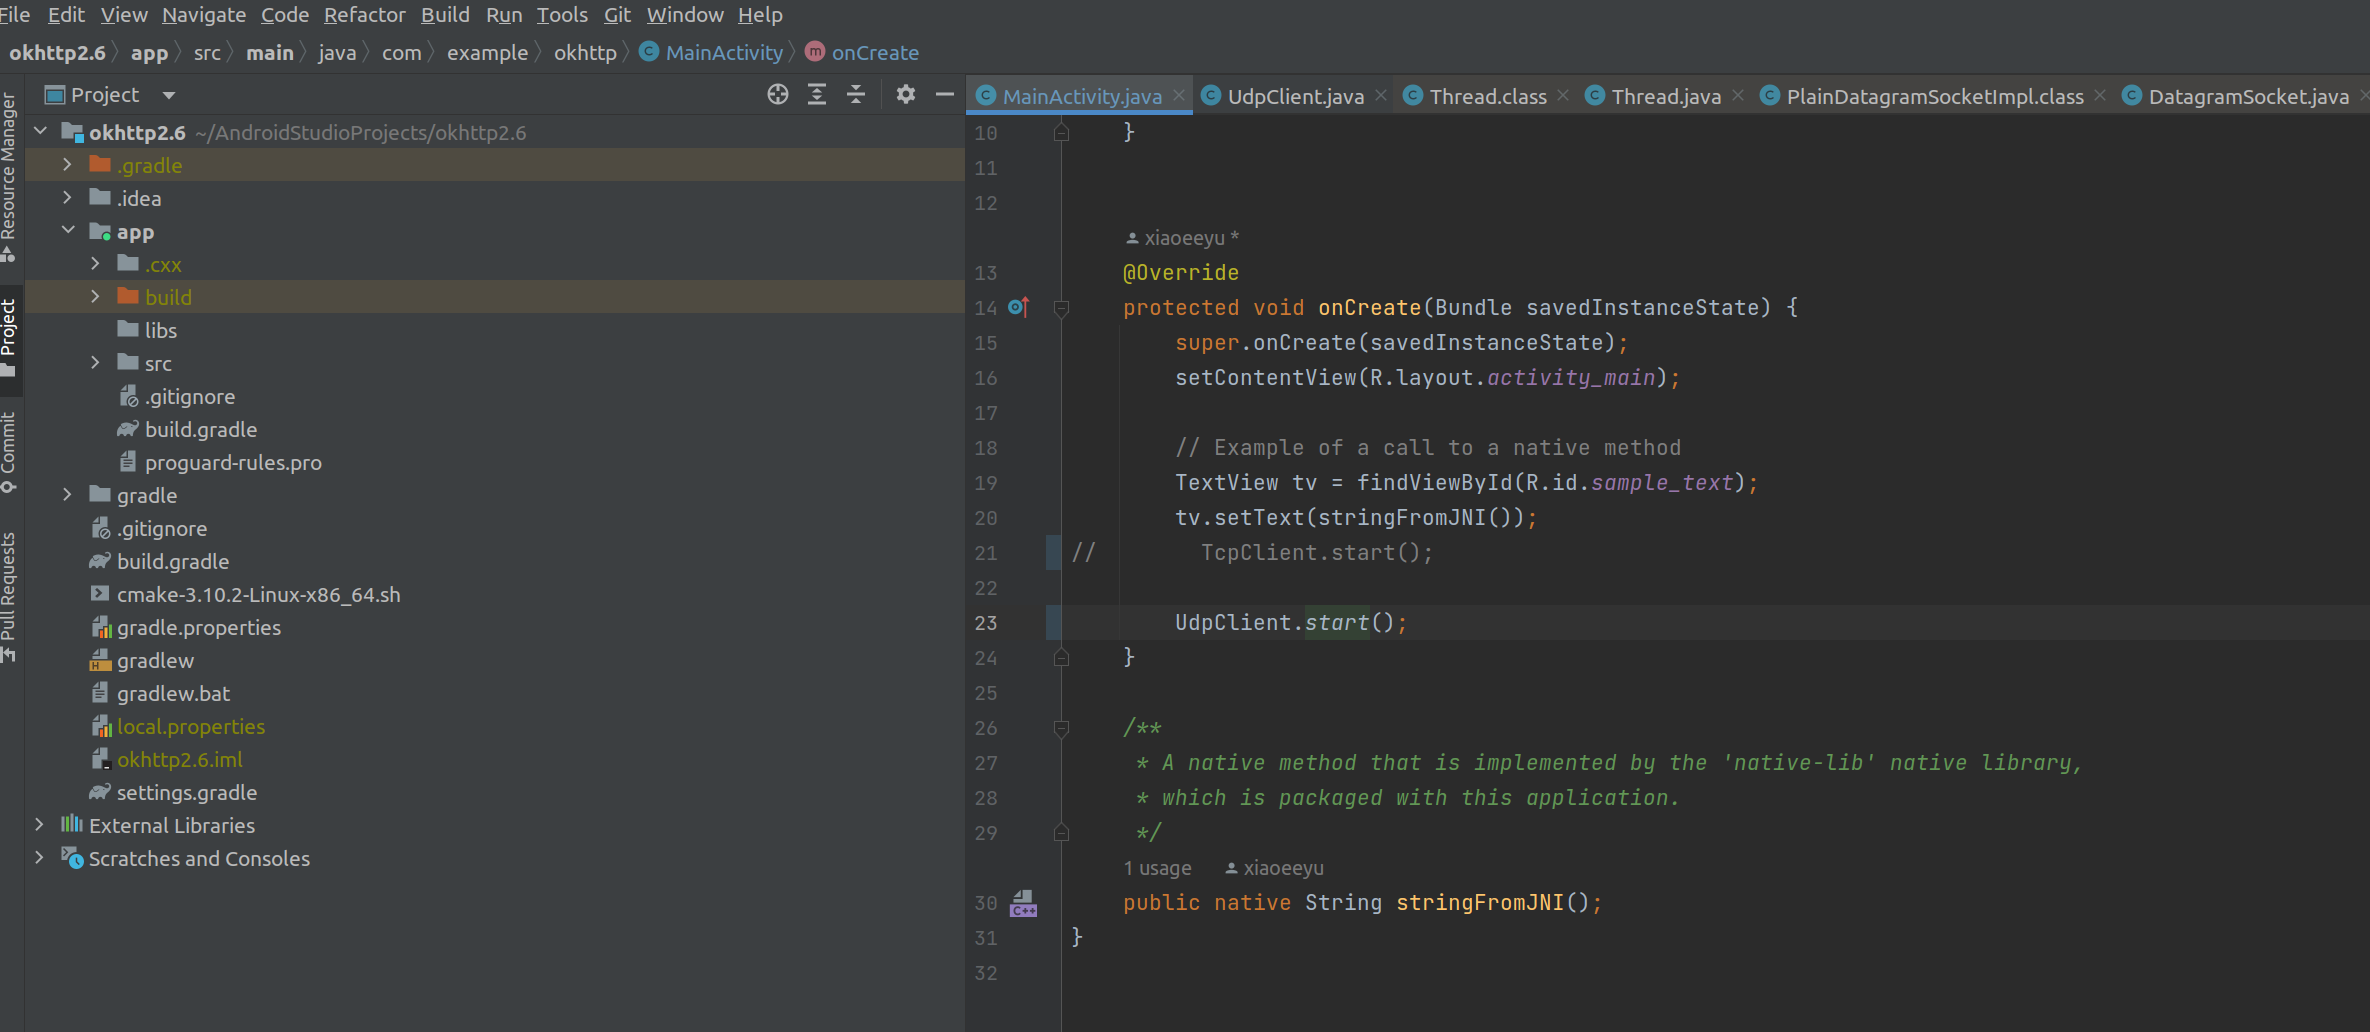 File Edit View Navigate Code Refactor Build Run Tools Git Window Help
okhttp2.6 app src main java com example okhttp MainActivity onCreate
Resource Manager
Project
Commit
Pull Requests
Project
okhttp2.6 ~/AndroidStudioProjects/okhttp2.6
.gradle
.idea
app
.cxx
build
libs
src
.gitignore
build.gradle
proguard-rules.pro
gradle
.gitignore
build.gradle
cmake-3.10.2-Linux-x86_64.sh
gradle.properties
gradlew
gradlew.bat
local.properties
okhttp2.6.iml
settings.gradle
External Libraries
Scratches and Consoles
MainActivity.java UdpClient.java Thread.class Thread.java PlainDatagramSocketImpl.class DatagramSocket.java
10 }
11
12
xiaoeeyu *
13 @Override
14 protected void onCreate(Bundle savedInstanceState) {
15 super.onCreate(savedInstanceState);
16 setContentView(R.layout.activity_main);
17
18 // Example of a call to a native method
19 TextView tv = findViewById(R.id.sample_text);
20 tv.setText(stringFromJNI());
21 // TcpClient.start();
22
23 UdpClient.start();
24 }
25
26 /**
27 * A native method that is implemented by the 'native-lib' native library,
28 * which is packaged with this application.
29 */
1 usage xiaoeeyu
30 public native String stringFromJNI();
31 }
32